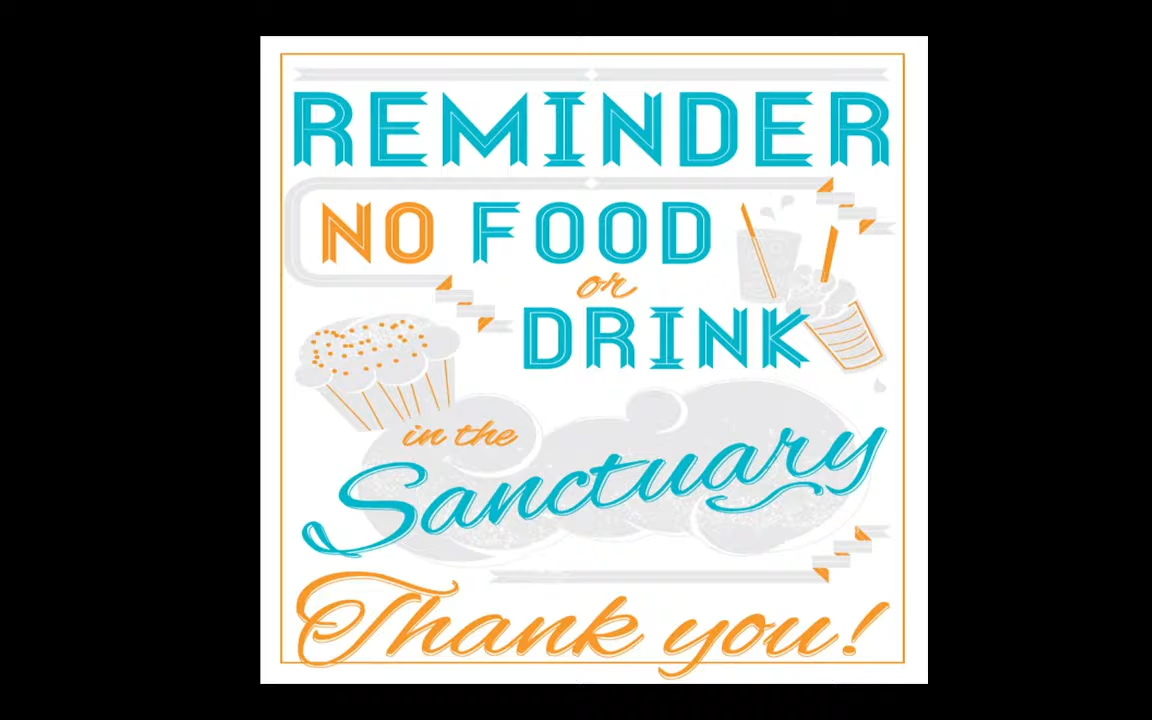 REMINDER
NO FOOD
or
DRINK
in the
Sanctuary
Thank you!